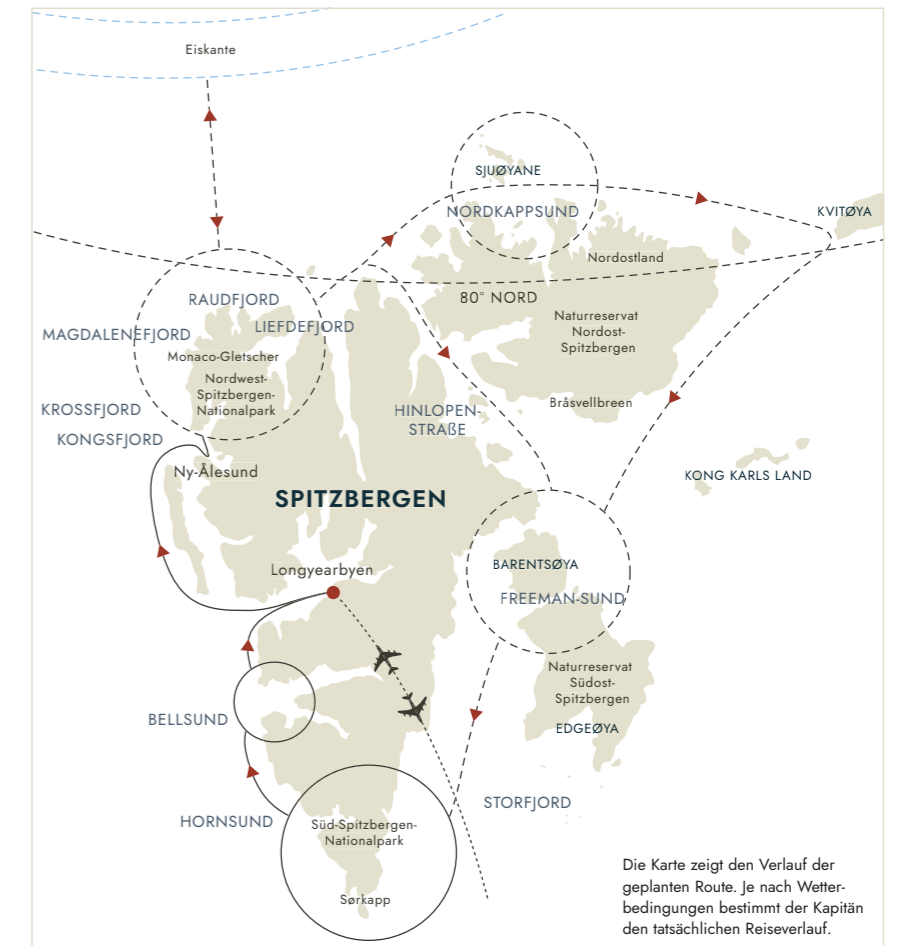 Eiskante
SJUØYANE
NORDKAPPSUND
KVITØYA
Nordostland
80° NORD
RAUDFJORD
LIEFDEFJORD
MAGDALENEFJORD
Monaco-Gletscher
Nordwest-
Spitzbergen-
Nationalpark
Naturreservat
Nordost-
Spitzbergen
KROSSFJORD
KONGSFJORD
HINLOPEN-
STRAßE
Bråsvellbreen
Ny-Ålesund
KONG KARLS LAND
SPITZBERGEN
Longyearbyen
BARENTSØYA
FREEMAN-SUND
Naturreservat
Südost-
Spitzbergen
EDGEØYA
BELLSUND
STORFJORD
HORNSUND
Süd-Spitzbergen-
Nationalpark
Sørkapp
Die Karte zeigt den Verlauf der
geplanten Route. Je nach Wetter-
bedingungen bestimmt der Kapitän
den tatsächlichen Reiseverlauf.